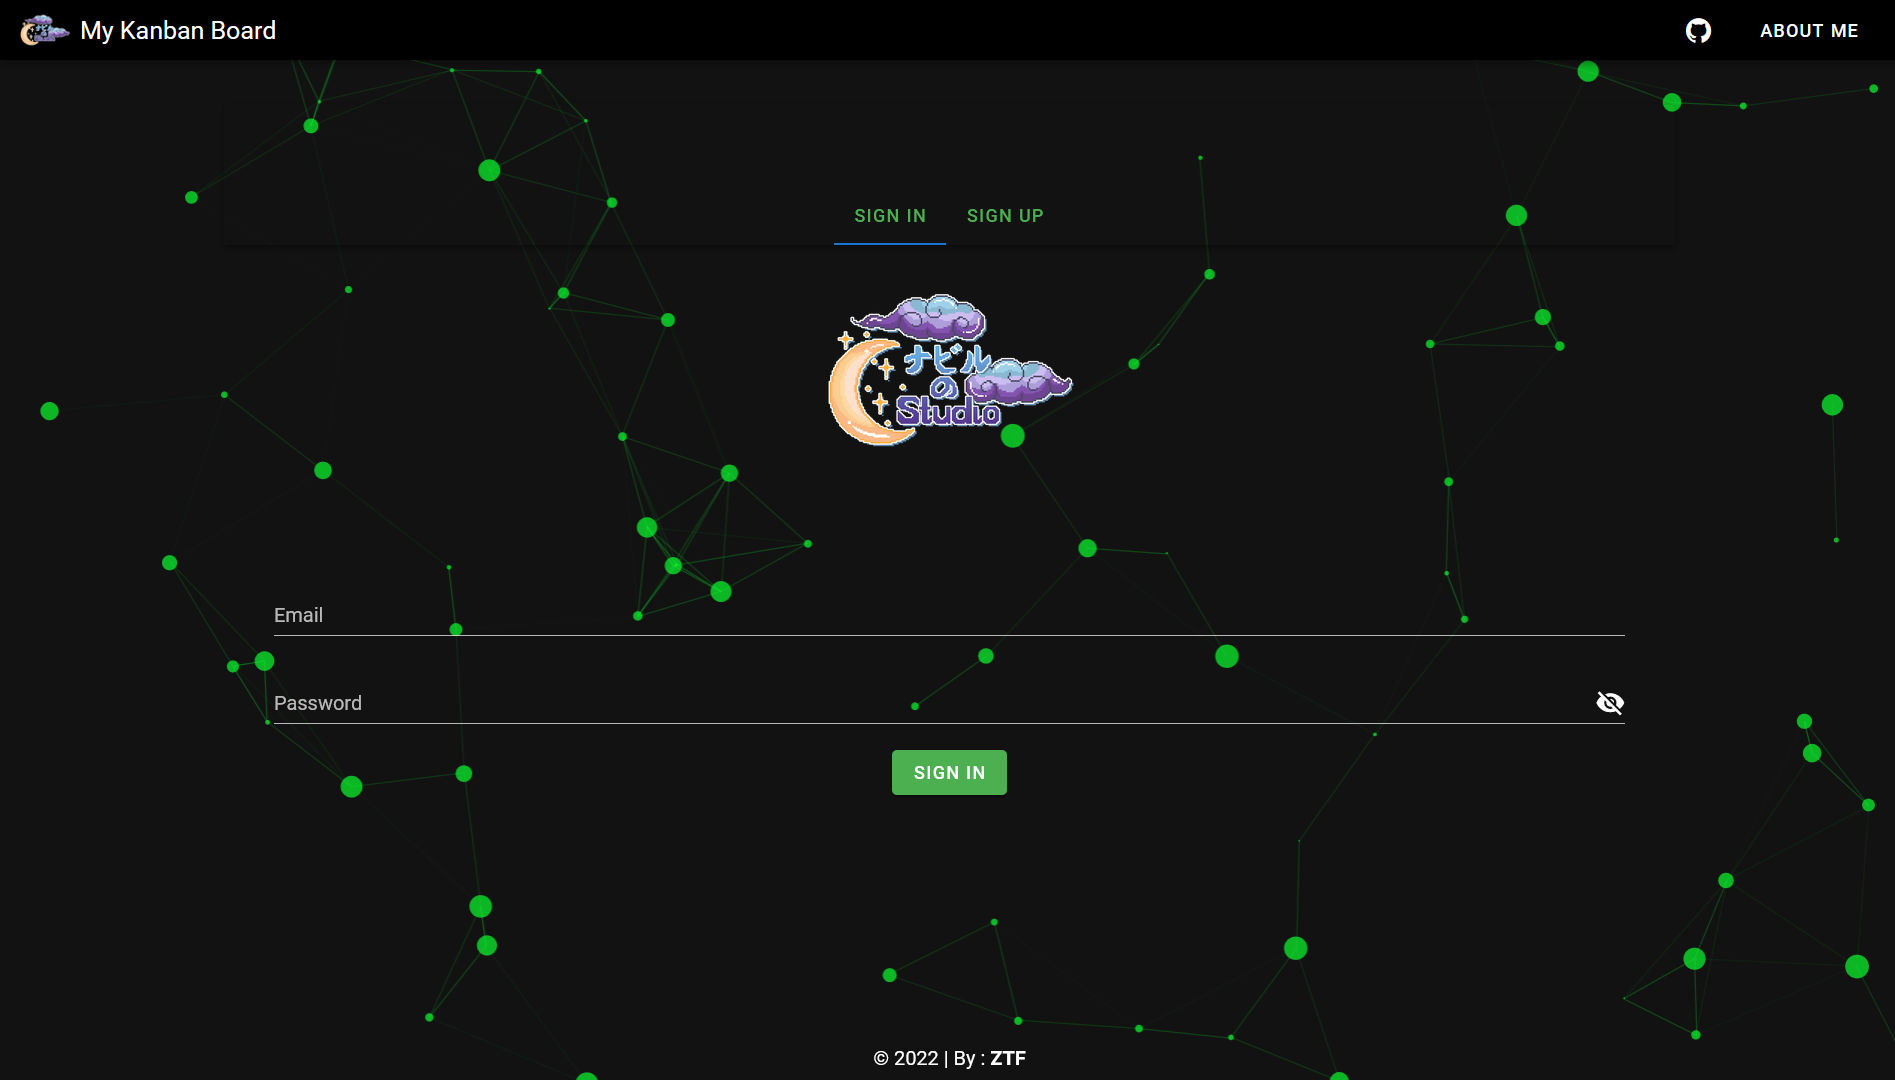 My Kanban Board
ABOUT ME
SIGN IN
SIGN UP
ナビル
の
Studio
Email
Password
SIGN IN
© 2022 | By : ZTF